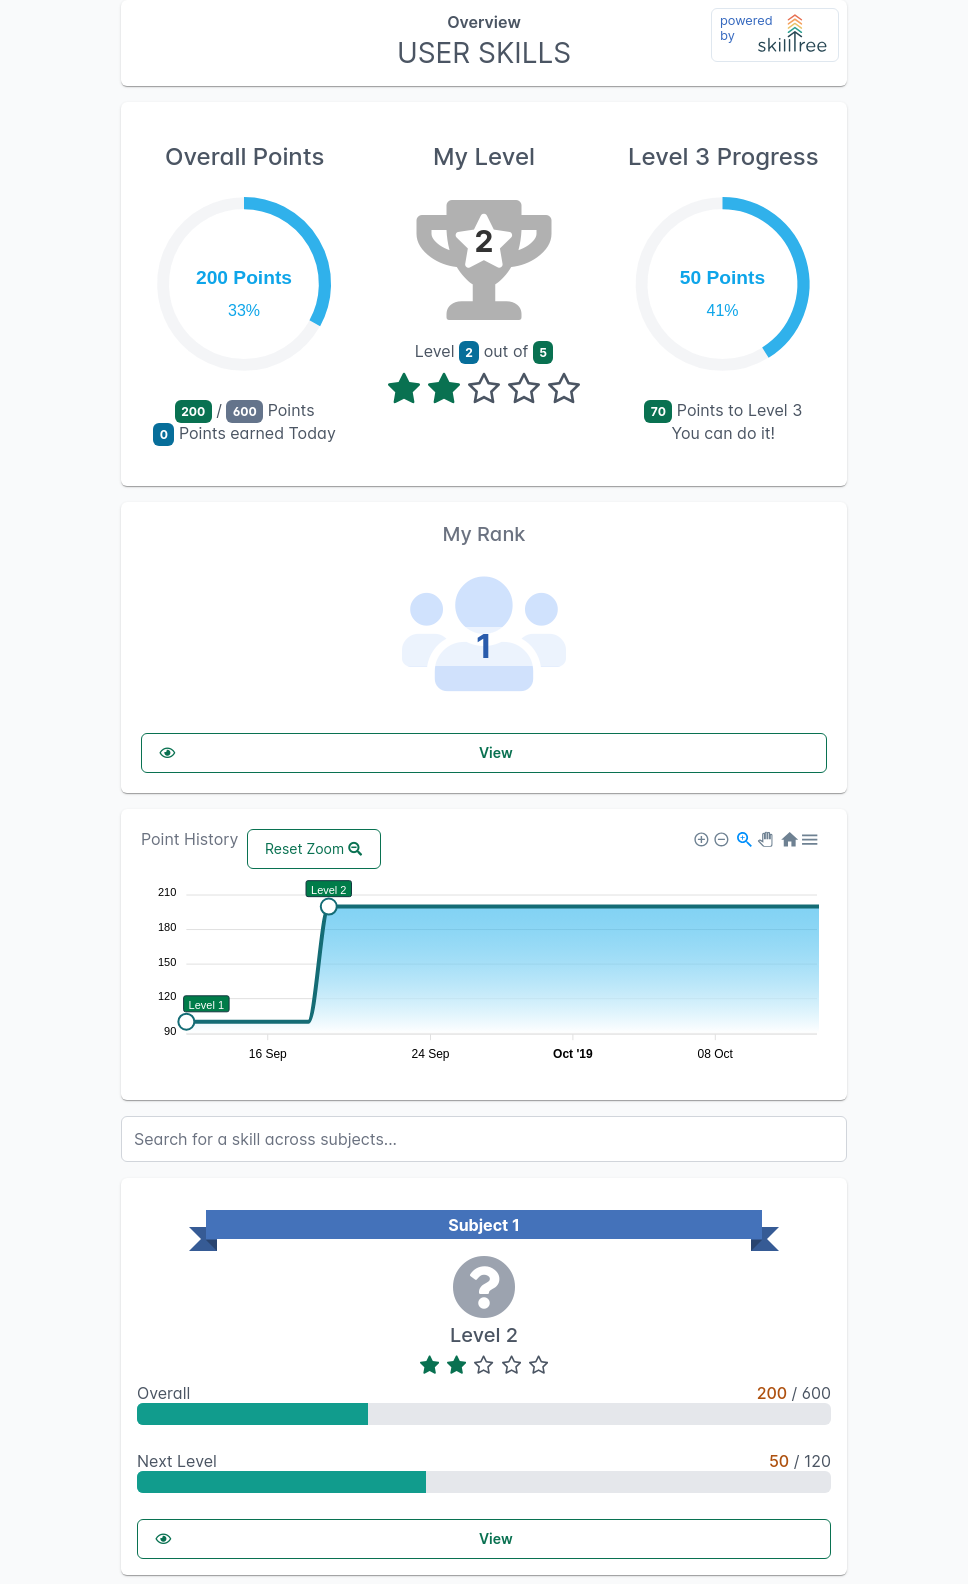 Overview
USER SKILLS
powered
by
skilltree
Overall Points
200 Points
33%
200 / 600 Points
0 Points earned Today
My Level
2
Level 2 out of 5
Level 3 Progress
50 Points
41%
70 Points to Level 3
You can do it!
My Rank
1
View
Point History
Reset Zoom
210
180
150
120
90
Level 2
Level 1
16 Sep
24 Sep
Oct '19
08 Oct
Search for a skill across subjects...
Subject 1
Level 2
Overall
200 / 600
Next Level
50 / 120
View